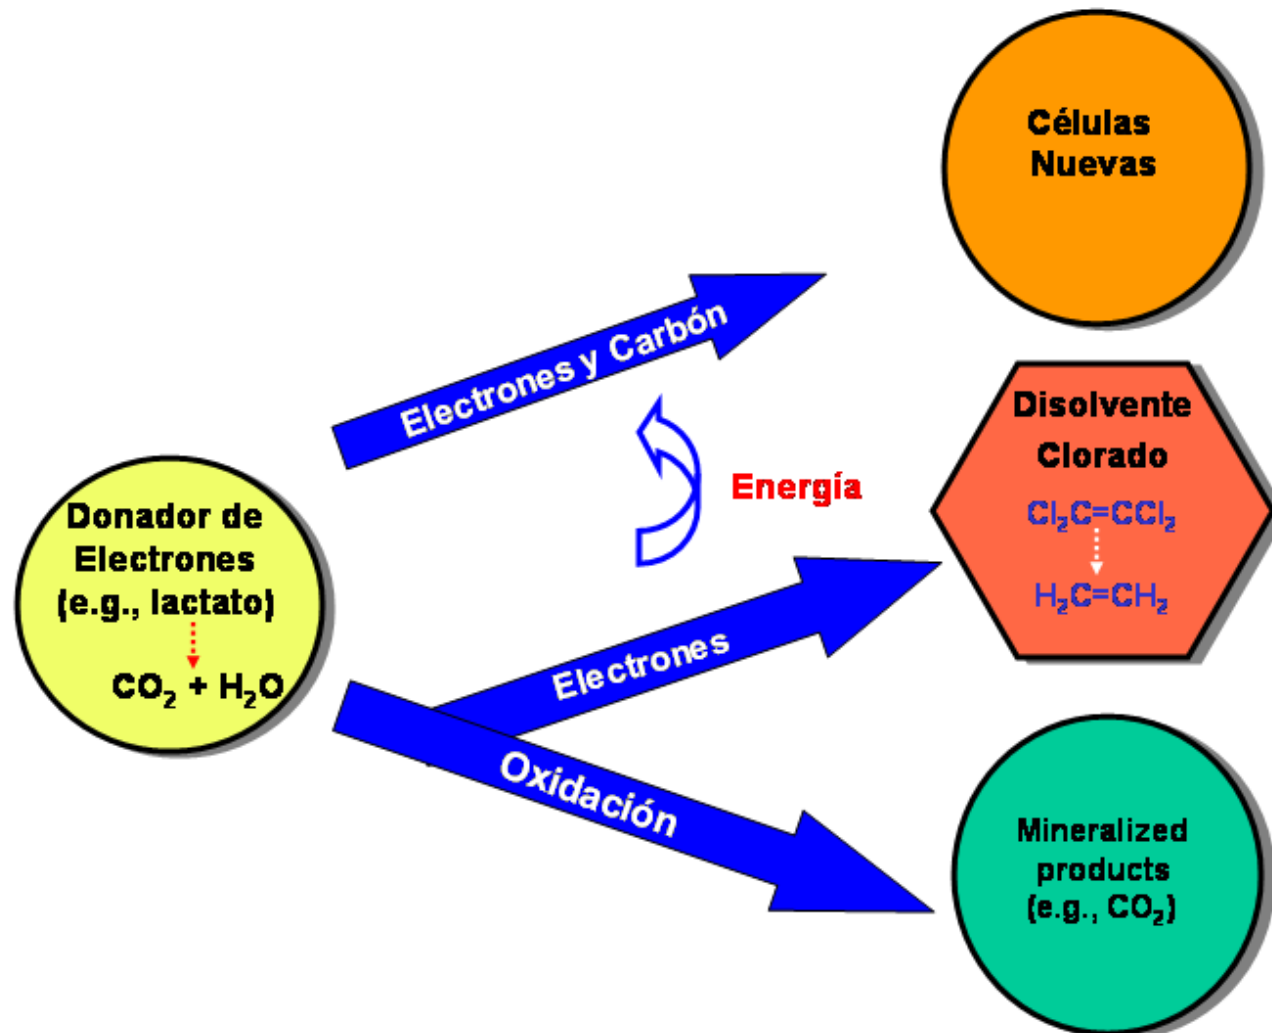 Células
Nuevas
Electrones y Carbón
Disolvente
Clorado
Cl₂C=CCl₂
H₂C=CH₂
Energía
Donador de
Electrones
(e.g., lactato)
CO₂ + H₂O
Electrones
Oxidación
Mineralized
products
(e.g., CO₂)